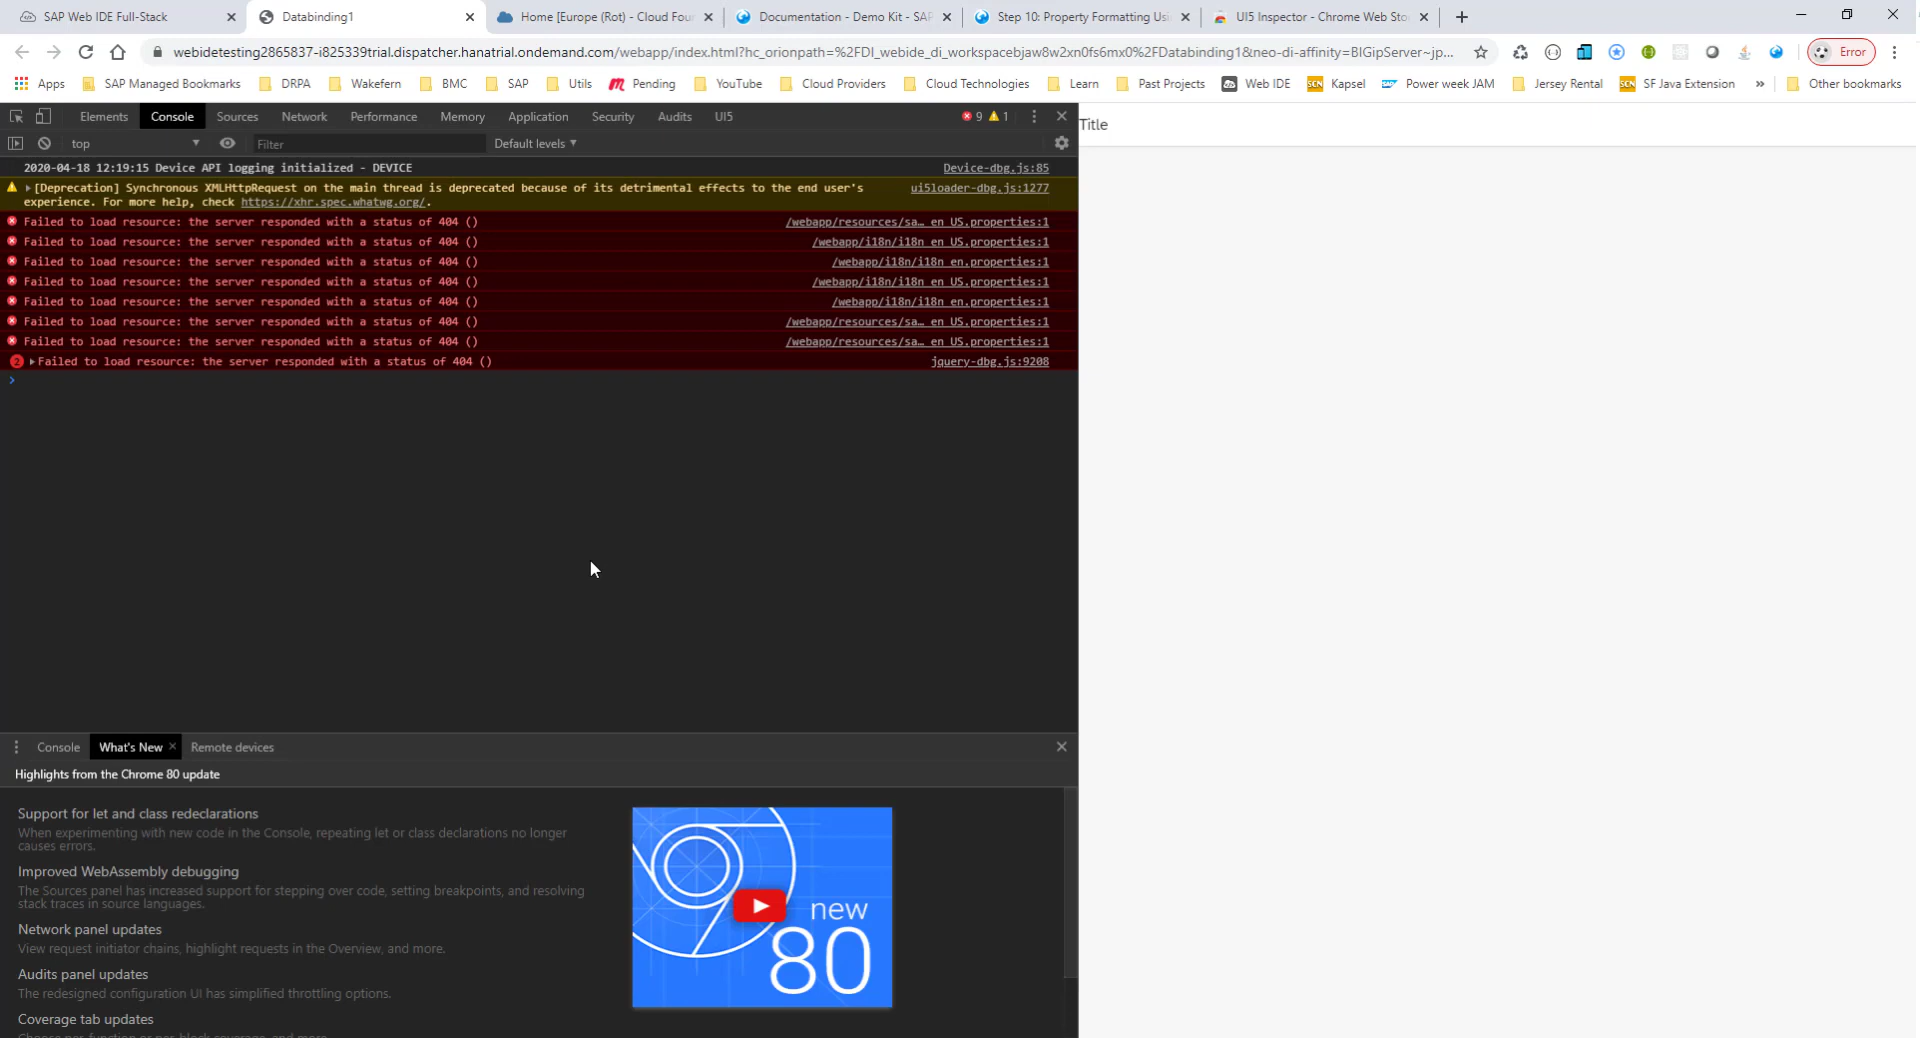 SAP Web IDE Full-Stack
Databinding1
Home [Europe (Rot) - Cloud Fou
Documentation - Demo Kit - SAP
Step 10: Property Formatting Usi
UI5 Inspector - Chrome Web Sto
webidetesting2865837-i825339trial.dispatcher.hanatrial.ondemand.com/webapp/index.html?hc_orionpath=%2FDI_webide_di_workspacebjaw8w2xn0fs6mx0%2FDatabinding1&neo-di-affinity=BIGipServer~jp...
Error
Apps
SAP Managed Bookmarks
DRPA
Wakefern
BMC
SAP
Utils
Pending
YouTube
Cloud Providers
Cloud Technologies
Learn
Past Projects
Web IDE
SCN Kapsel
Power week JAM
Jersey Rental
SCN SF Java Extension
»
Other bookmarks
Elements
Console
Sources
Network
Performance
Memory
Application
Security
Audits
UI5
9
1
Title
top
Filter
Default levels
2020-04-18 12:19:15 Device API logging initialized - DEVICE
Device-dbg.js:85
[Deprecation] Synchronous XMLHttpRequest on the main thread is deprecated because of its detrimental effects to the end user's
ui5loader-dbg.js:1277
experience. For more help, check https://xhr.spec.whatwg.org/.
Failed to load resource: the server responded with a status of 404 ()
/webapp/resources/sa… en_US.properties:1
Failed to load resource: the server responded with a status of 404 ()
/webapp/i18n/i18n_en_US.properties:1
Failed to load resource: the server responded with a status of 404 ()
/webapp/i18n/i18n_en.properties:1
Failed to load resource: the server responded with a status of 404 ()
/webapp/i18n/i18n_en_US.properties:1
Failed to load resource: the server responded with a status of 404 ()
/webapp/i18n/i18n_en.properties:1
Failed to load resource: the server responded with a status of 404 ()
/webapp/resources/sa… en_US.properties:1
Failed to load resource: the server responded with a status of 404 ()
/webapp/resources/sa… en_US.properties:1
2 Failed to load resource: the server responded with a status of 404 ()
jquery-dbg.js:9208
Console
What's New
Remote devices
Highlights from the Chrome 80 update
Support for let and class redeclarations
When experimenting with new code in the Console, repeating let or class declarations no longer
causes errors.
Improved WebAssembly debugging
The Sources panel has increased support for stepping over code, setting breakpoints, and resolving
stack traces in source languages.
Network panel updates
View request initiator chains, highlight requests in the Overview, and more.
Audits panel updates
The redesigned configuration UI has simplified throttling options.
Coverage tab updates
Choose per-function or per-block coverage, and more.
new
80